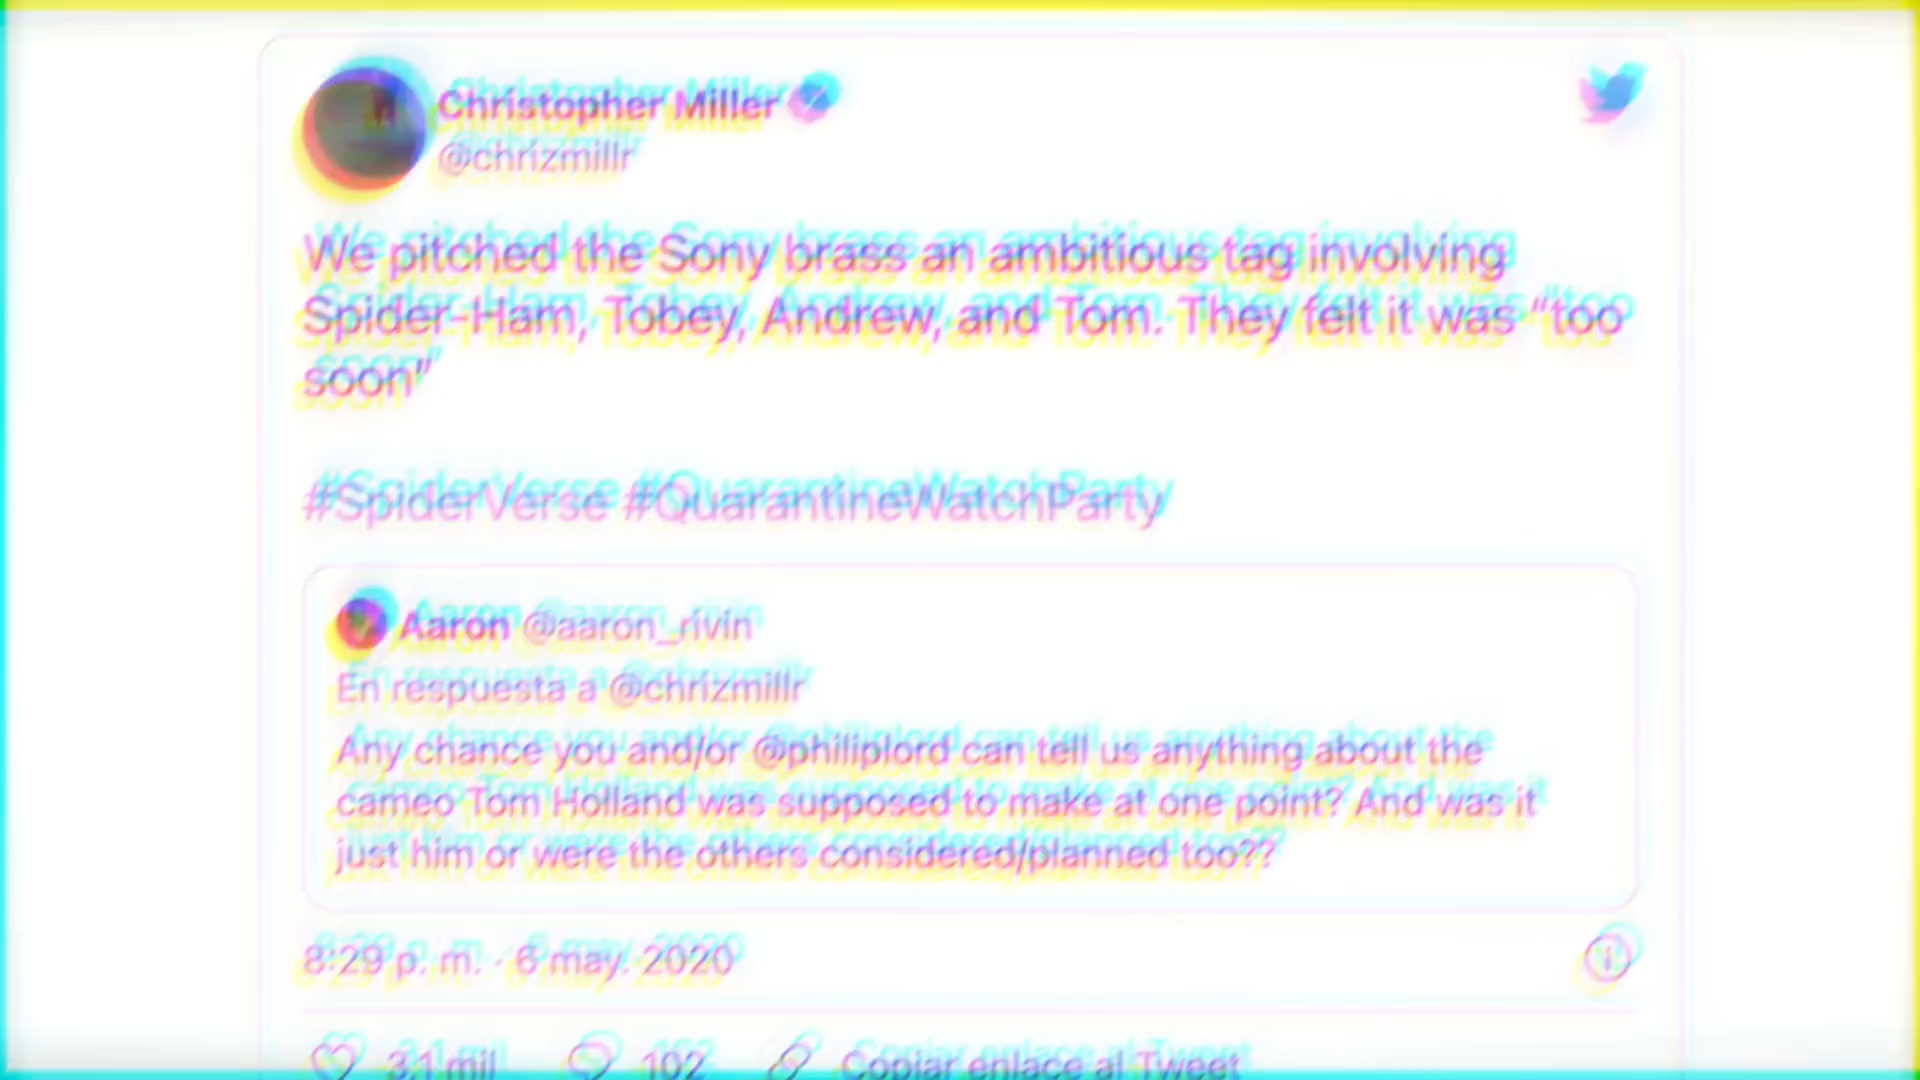 Christopher Miller
@chrizmillr
We pitched the Sony brass an ambitious tag involving
Spider-Ham, Tobey, Andrew, and Tom. They felt it was “too
soon”
#SpiderVerse #QuarantineWatchParty
Aaron @aaron_rivin
En respuesta a @chrizmillr
Any chance you and/or @philiplord can tell us anything about the
cameo Tom Holland was supposed to make at one point? And was it
just him or were the others considered/planned too??
8:29 p. m. · 6 may. 2020
3,1 mil 102 Copiar enlace al Tweet